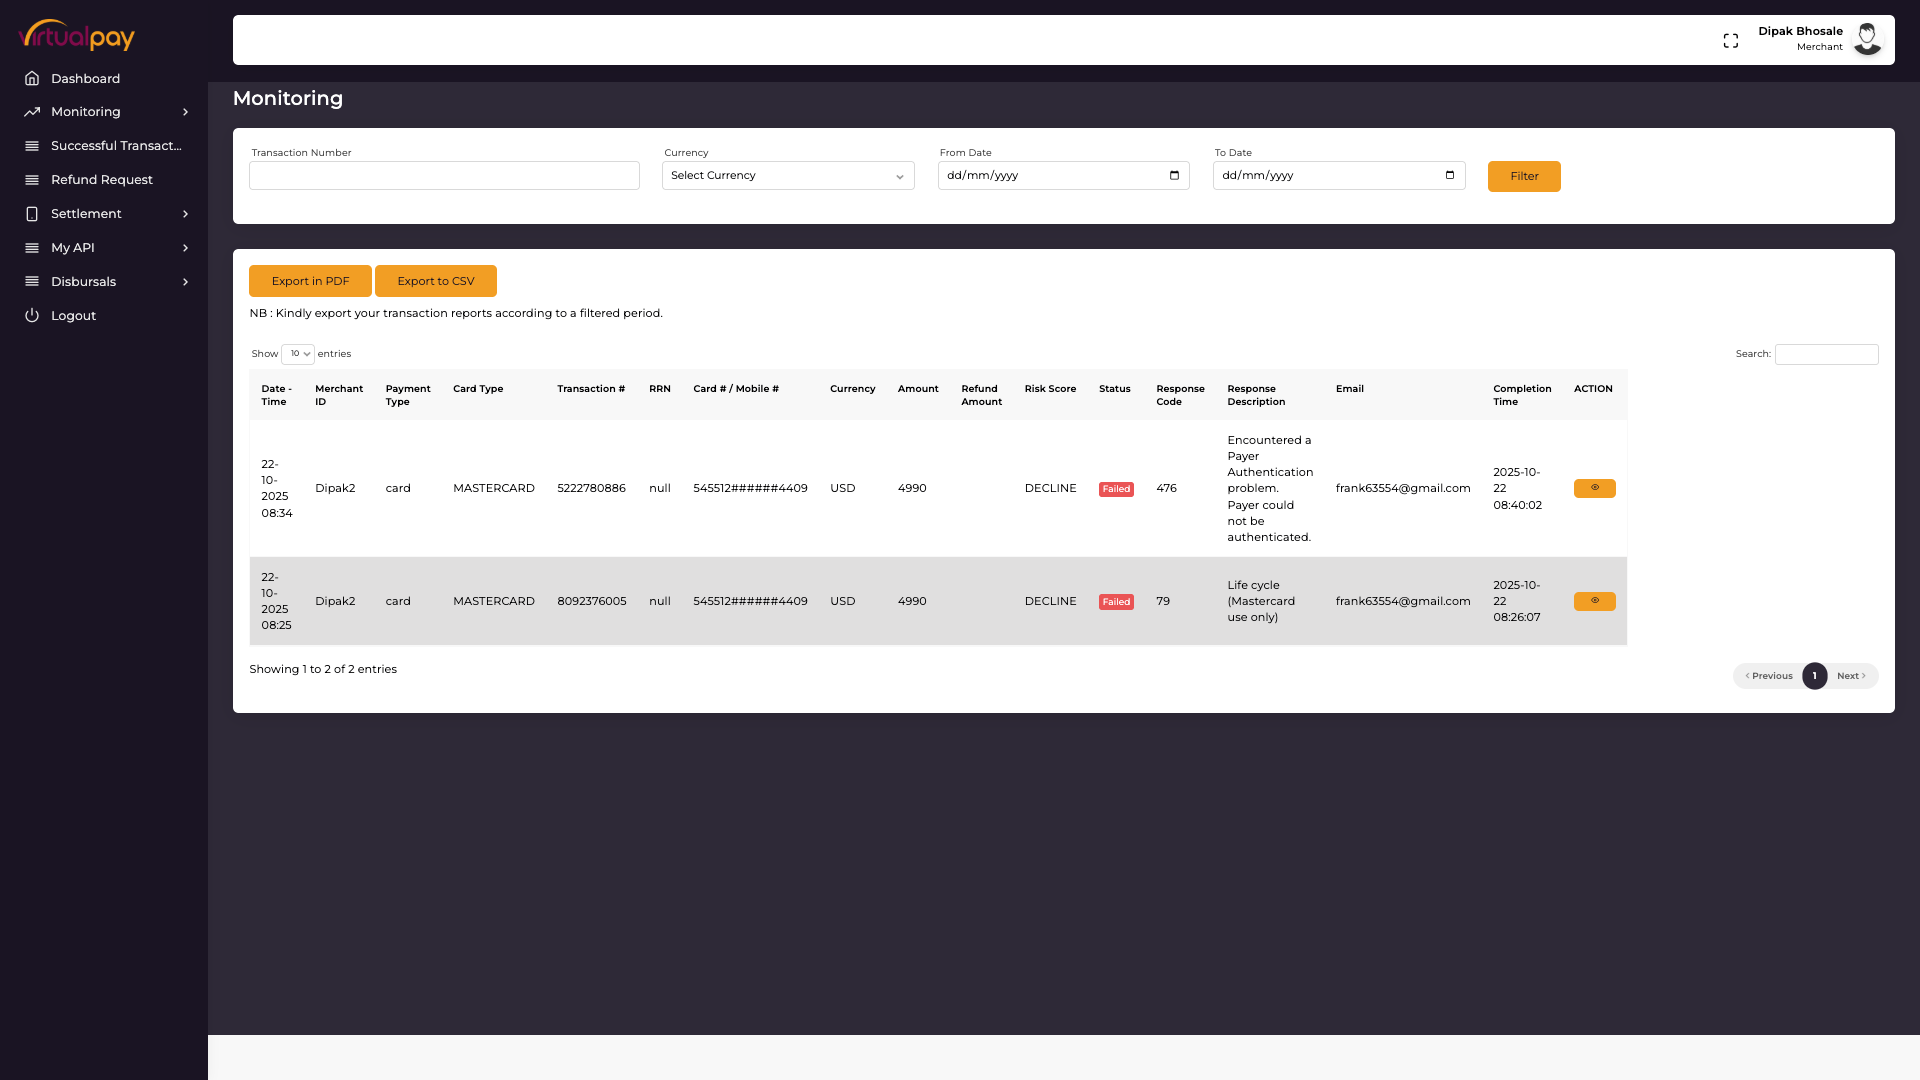 virtualpay
Dipak Bhosale
Merchant
Dashboard
Monitoring
Successful Transact...
Refund Request
Settlement
My API
Disbursals
Logout
Monitoring
Transaction Number
Currency
From Date
To Date
Select Currency
dd/mm/yyyy
dd/mm/yyyy
Filter
Export in PDF
Export to CSV
NB : Kindly export your transaction reports according to a filtered period.
Show 10 entries
Search:
Date - Time
Merchant ID
Payment Type
Card Type
Transaction #
RRN
Card # / Mobile #
Currency
Amount
Refund Amount
Risk Score
Status
Response Code
Response Description
Email
Completion Time
ACTION
22-
10-
2025
08:34
Dipak2
card
MASTERCARD
5222780886
null
545512######4409
USD
4990
DECLINE
Failed
476
Encountered a
Payer
Authentication
problem.
Payer could
not be
authenticated.
frank63554@gmail.com
2025-10-
22
08:40:02
22-
10-
2025
08:25
Dipak2
card
MASTERCARD
8092376005
null
545512######4409
USD
4990
DECLINE
Failed
79
Life cycle
(Mastercard
use only)
frank63554@gmail.com
2025-10-
22
08:26:07
Showing 1 to 2 of 2 entries
Previous
1
Next